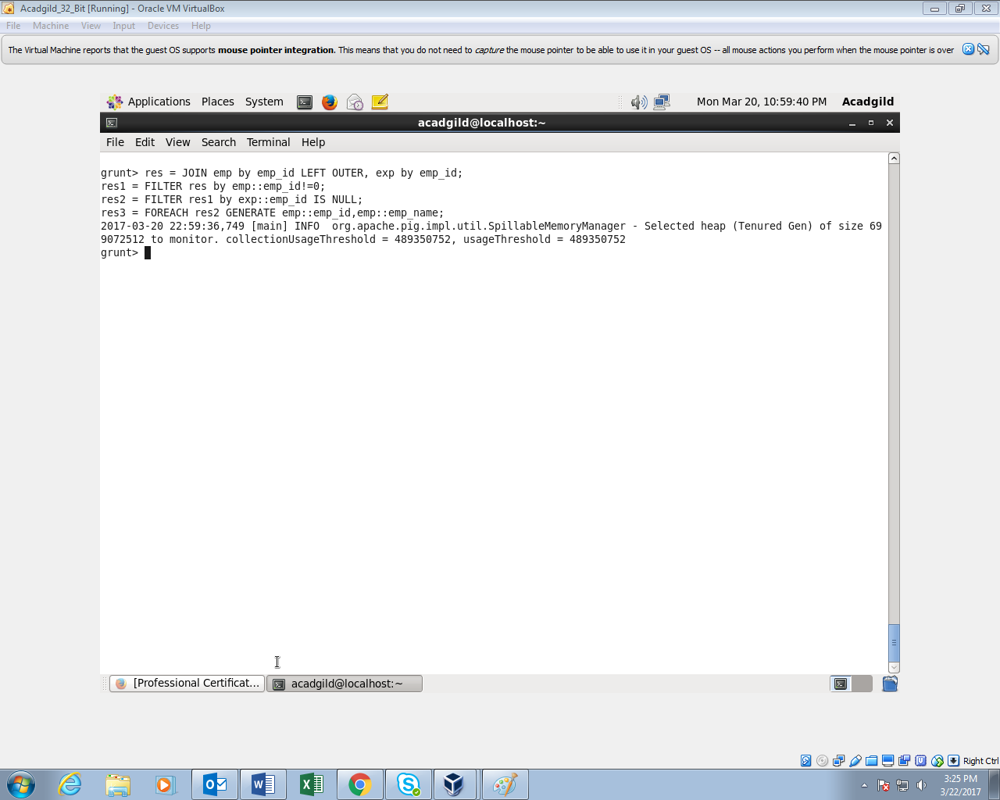 Acadgild_32_Bit [Running] - Oracle VM VirtualBox
File Machine View Input Devices Help
The Virtual Machine reports that the guest OS supports mouse pointer integration. This means that you do not need to capture the mouse pointer to be able to use it in your guest OS -- all mouse actions you perform when the mouse pointer is over
Applications Places System Mon Mar 20, 10:59:40 PM Acadgild
acadgild@localhost:~
File Edit View Search Terminal Help
grunt> res = JOIN emp by emp_id LEFT OUTER, exp by emp_id;
res1 = FILTER res by emp::emp_id!=0;
res2 = FILTER res1 by exp::emp_id IS NULL;
res3 = FOREACH res2 GENERATE emp::emp_id,emp::emp_name;
2017-03-20 22:59:36,749 [main] INFO  org.apache.pig.impl.util.SpillableMemoryManager - Selected heap (Tenured Gen) of size 69
9072512 to monitor. collectionUsageThreshold = 489350752, usageThreshold = 489350752
grunt>
[Professional Certificat... acadgild@localhost:~
Right Ctrl
3:25 PM
3/22/2017